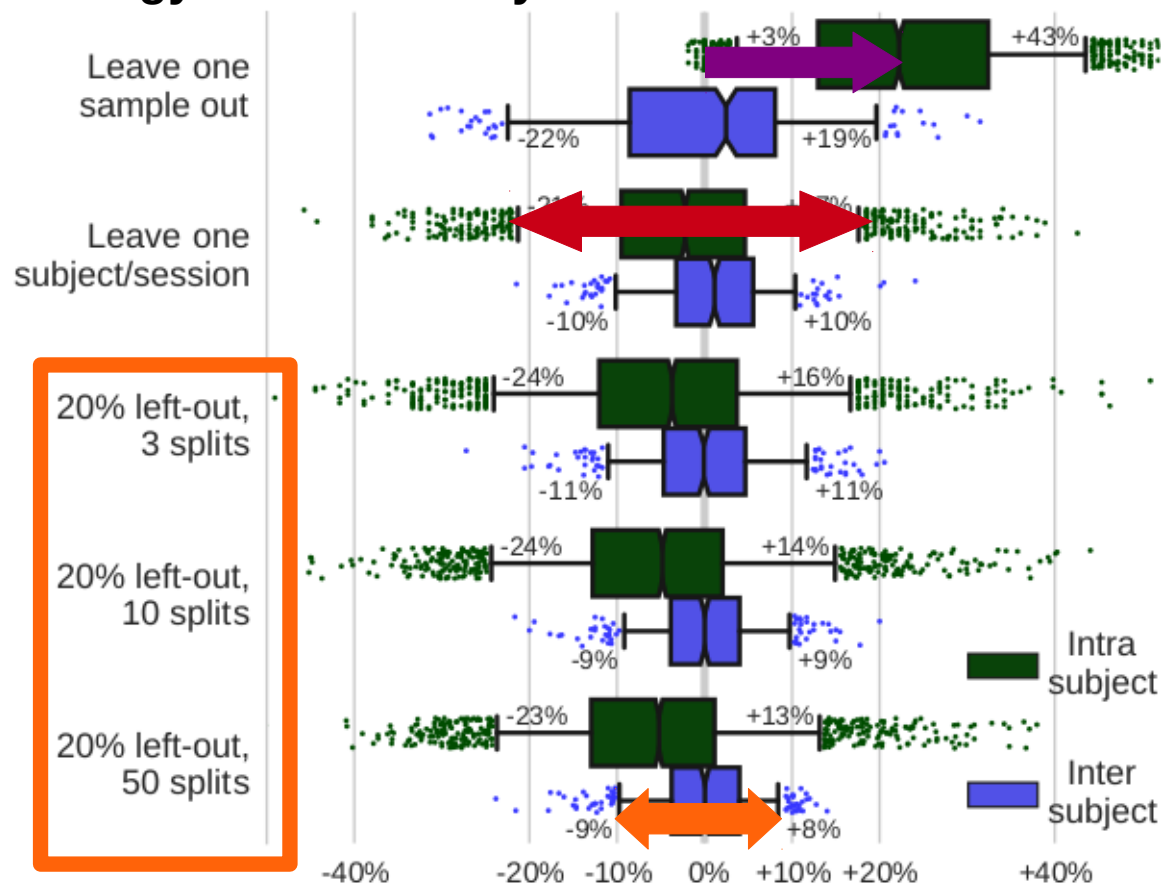 +3%
+43%
Leave one
sample out
-22%
+19%
Leave one
subject/session
-10%
+10%
-24%
+16%
20% left-out,
3 splits
-11%
+11%
-24%
+14%
20% left-out,
10 splits
-9%
+9%
Intra
subject
-23%
+13%
20% left-out,
50 splits
Inter
subject
-9%
+8%
-40%
-20%
-10%
0%
+10%
+20%
+40%